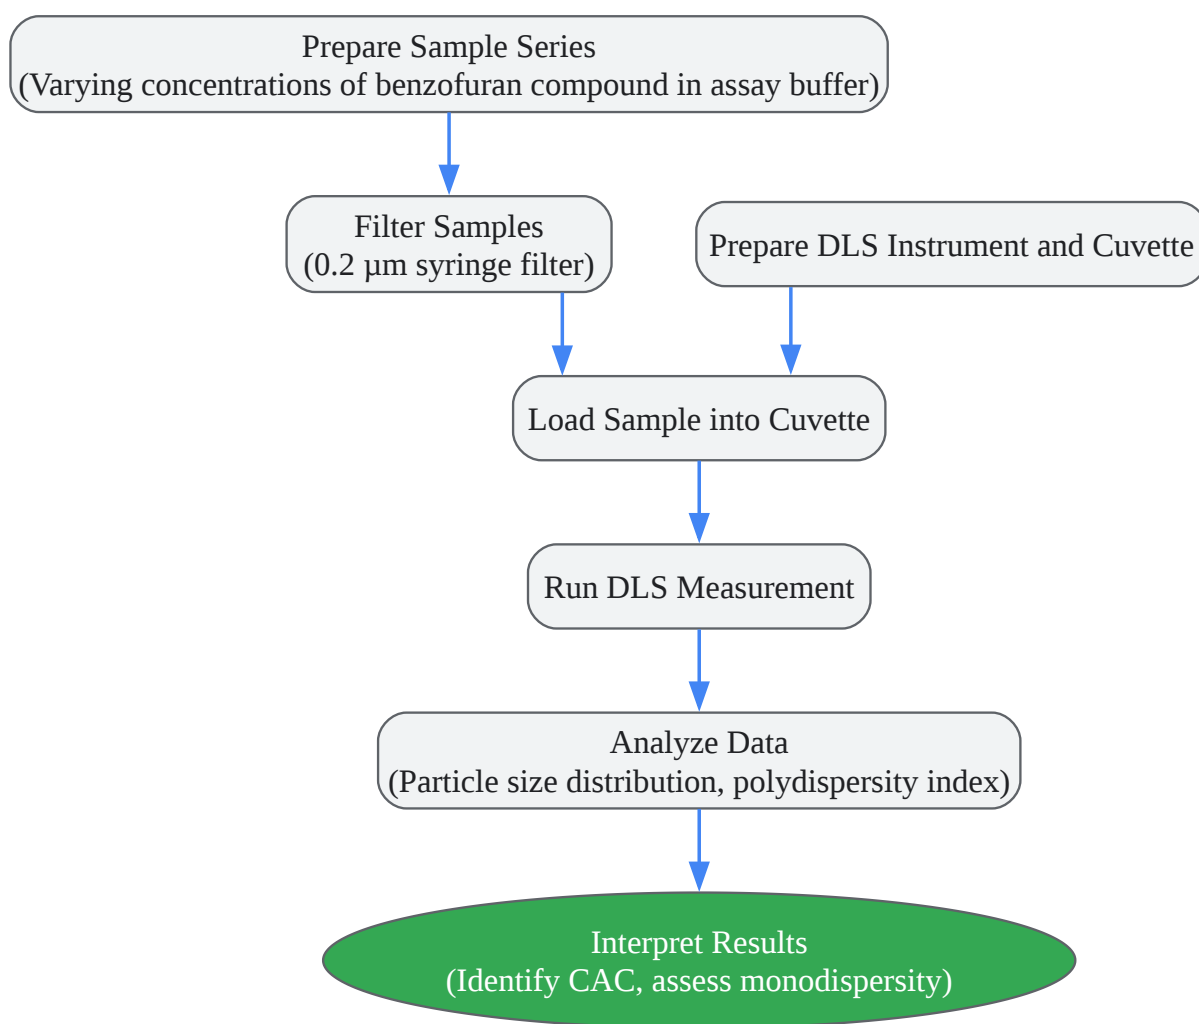 Prepare Sample Series
(Varying concentrations of benzofuran compound in assay buffer)
Filter Samples
(0.2 µm syringe filter)
Prepare DLS Instrument and Cuvette
Load Sample into Cuvette
Run DLS Measurement
Analyze Data
(Particle size distribution, polydispersity index)
Interpret Results
(Identify CAC, assess monodispersity)